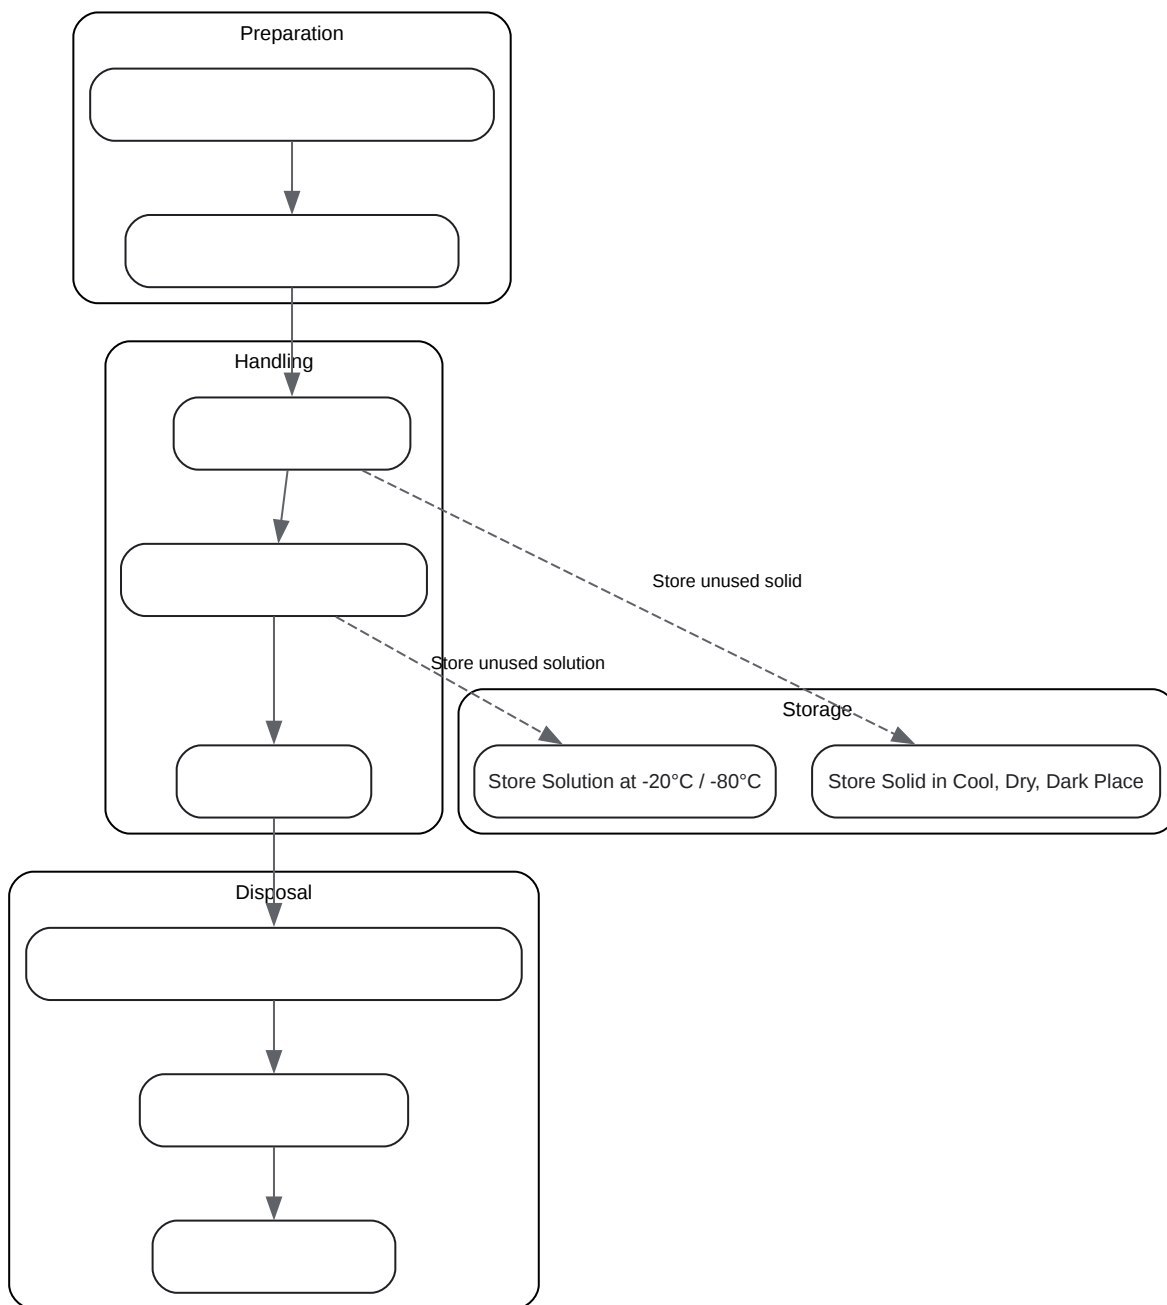 Preparation
Handling
Store unused solid
Store unused solution
Storage
Store Solution at -20°C / -80°C
Store Solid in Cool, Dry, Dark Place
Disposal